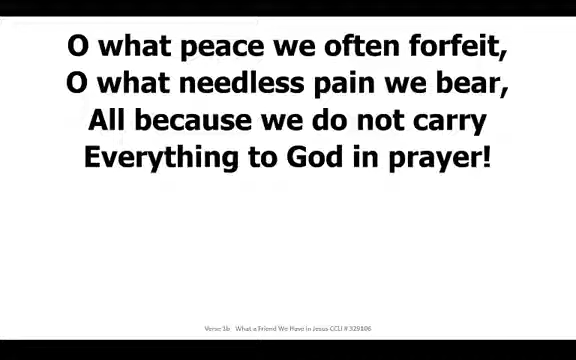 O what peace we often forfeit,
O what needless pain we bear,
All because we do not carry
Everything to God in prayer!
Verse 1b What a Friend We Have in Jesus CCLI #